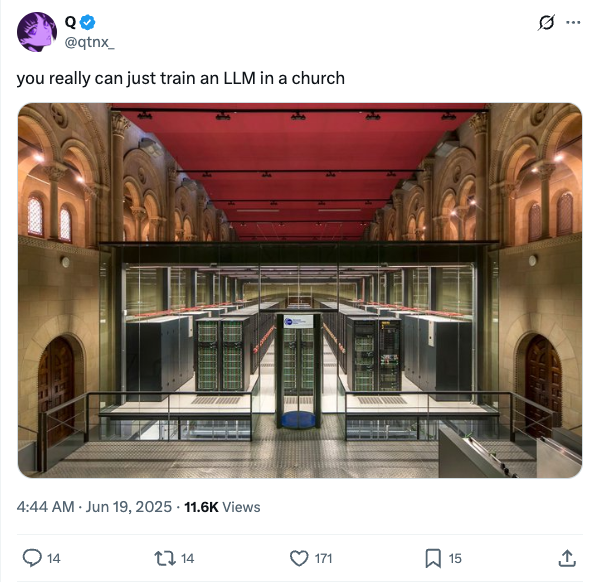 Q
@qtnx_
you really can just train an LLM in a church
4:44 AM · Jun 19, 2025 · 11.6K Views
14
14
171
15